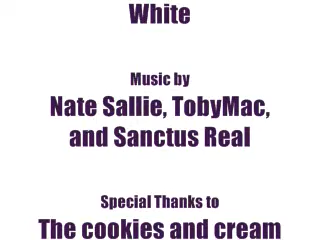 White
Music by
Nate Sallie, TobyMac,
and Sanctus Real
Special Thanks to
The cookies and cream